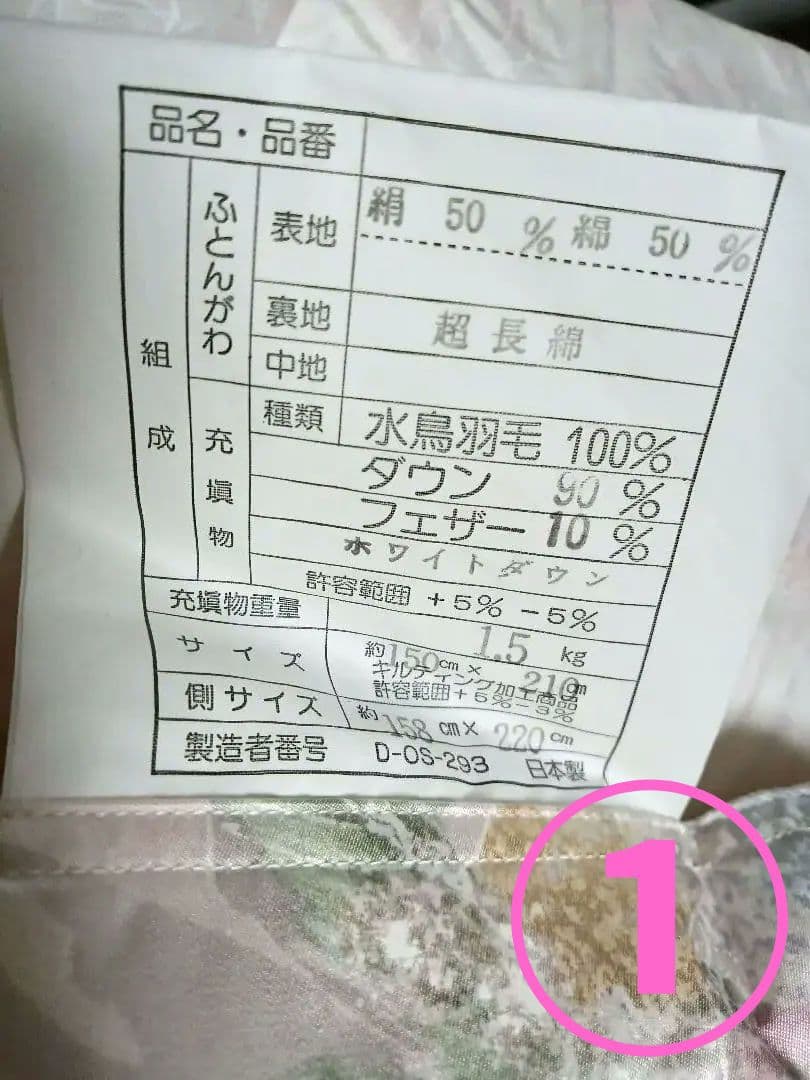 品名・品番
組成
ふとんがわ
表地 絹 50 % 綿 50 %
裏地 超長綿
中地
充填物
種類 水鳥羽毛 100%
ダウン 90 %
フェザー 10 %
ホワイトダウン
許容範囲 +5% -5%
充填物重量 1.5 kg
サイズ 約150cm× 210cm
キルティング加工商品
許容範囲+5%-3%
側サイズ 約158cm× 220cm
製造者番号 D-OS-293 日本製
1